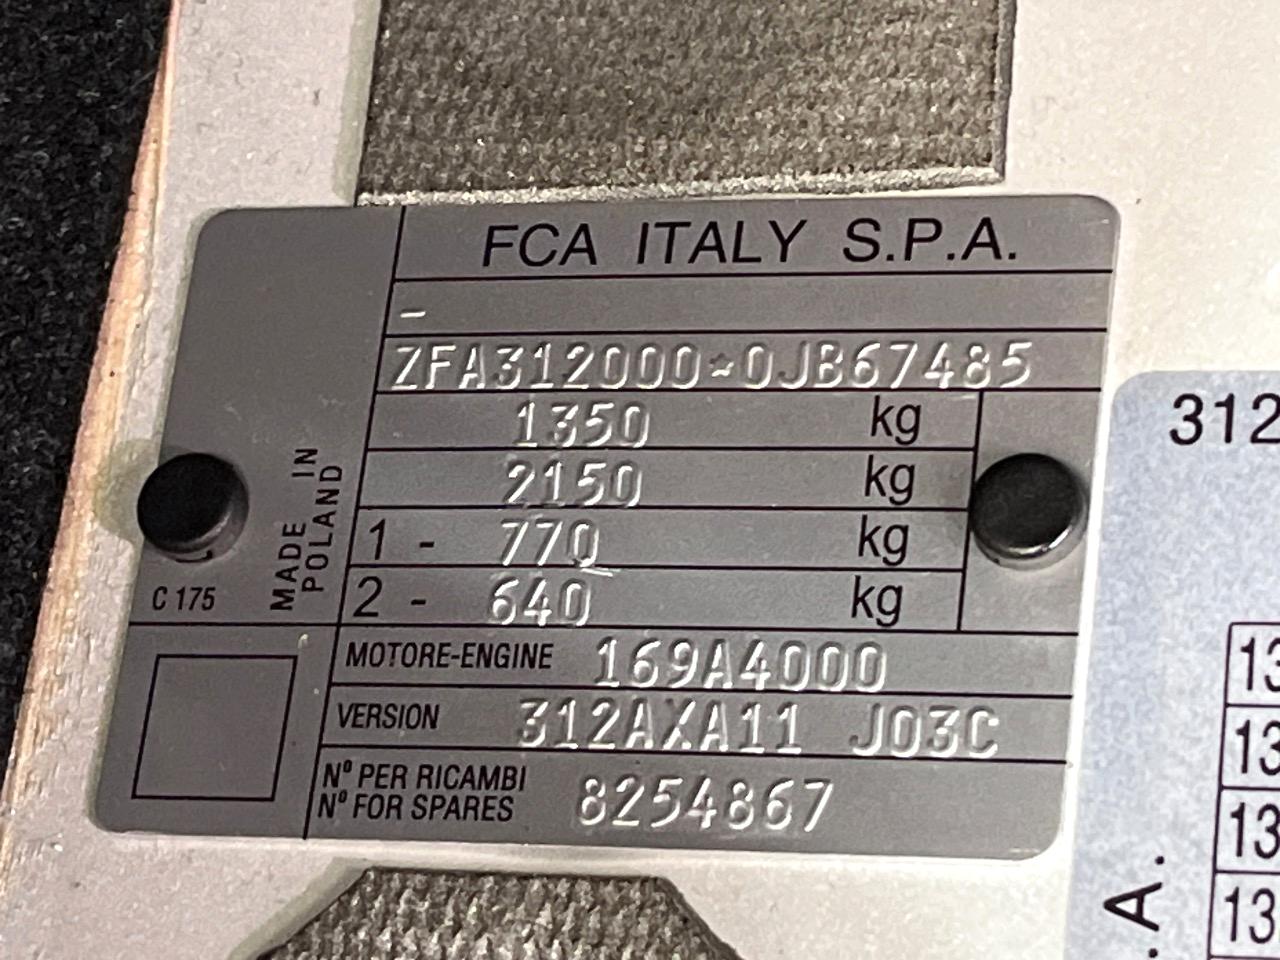 FCA ITALY S.P.A.
-
ZFA312000*0JB67485
1350 kg
2150 kg
1 - 770 kg
2 - 640 kg
MADE IN
POLAND
C 175
MOTORE-ENGINE 169A4000
VERSION 312AXA11 J03C
Nº PER RICAMBI
Nº FOR SPARES 8254867
312
13
13
13
13
.A.